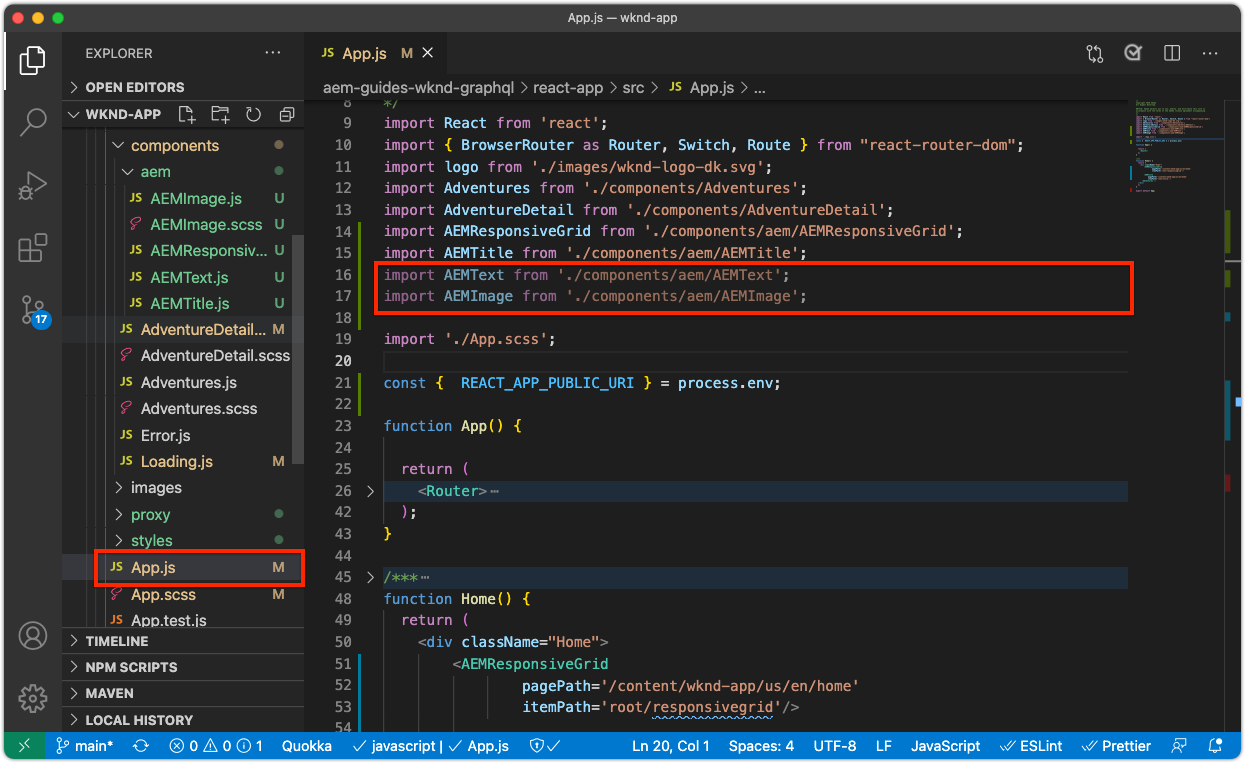 App.js — wknd-app
EXPLORER
OPEN EDITORS
WKND-APP
components
aem
JS AEMImage.js U
AEMImage.scss U
JS AEMResponsiv... U
JS AEMText.js U
JS AEMTitle.js U
JS AdventureDetail... M
AdventureDetail.scss
JS Adventures.js
Adventures.scss
JS Error.js
JS Loading.js M
images
proxy
styles
JS App.js M
App.scss M
JS App.test.js
TIMELINE
NPM SCRIPTS
MAVEN
LOCAL HISTORY
17
JS App.js M
aem-guides-wknd-graphql > react-app > src > JS App.js > ...
8 */
9 import React from 'react';
10 import { BrowserRouter as Router, Switch, Route } from "react-router-dom";
11 import logo from './images/wknd-logo-dk.svg';
12 import Adventures from './components/Adventures';
13 import AdventureDetail from './components/AdventureDetail';
14 import AEMResponsiveGrid from './components/aem/AEMResponsiveGrid';
15 import AEMTitle from './components/aem/AEMTitle';
16 import AEMText from './components/aem/AEMText';
17 import AEMImage from './components/aem/AEMImage';
18
19 import './App.scss';
20
21 const {  REACT_APP_PUBLIC_URI } = process.env;
22
23 function App() {
24
25 return (
26 <Router>⋯
42 );
43 }
44
45 /***⋯
48 function Home() {
49 return (
50 <div className="Home">
51 <AEMResponsiveGrid
52 pagePath='/content/wknd-app/us/en/home'
53 itemPath='root/responsivegrid'/>
54
main* 0 0 1 Quokka javascript | App.js Ln 20, Col 1 Spaces: 4 UTF-8 LF JavaScript ESLint Prettier